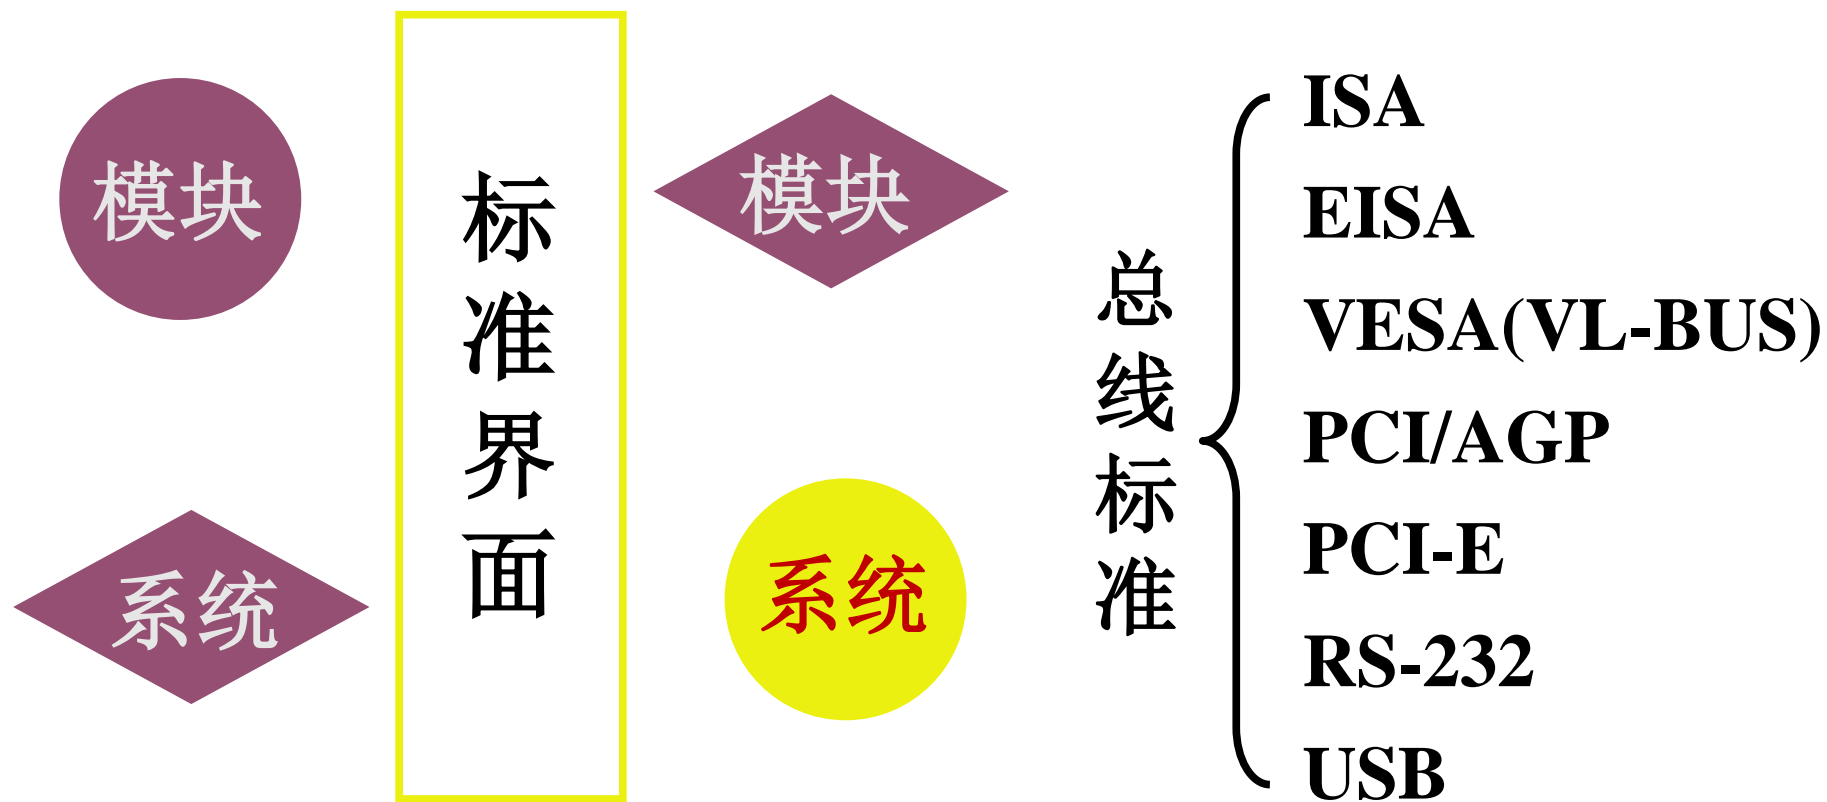 模块
系统
标准界面
模块
系统
总线标准
ISA
EISA
VESA(VL-BUS)
PCI/AGP
PCI-E
RS-232
USB